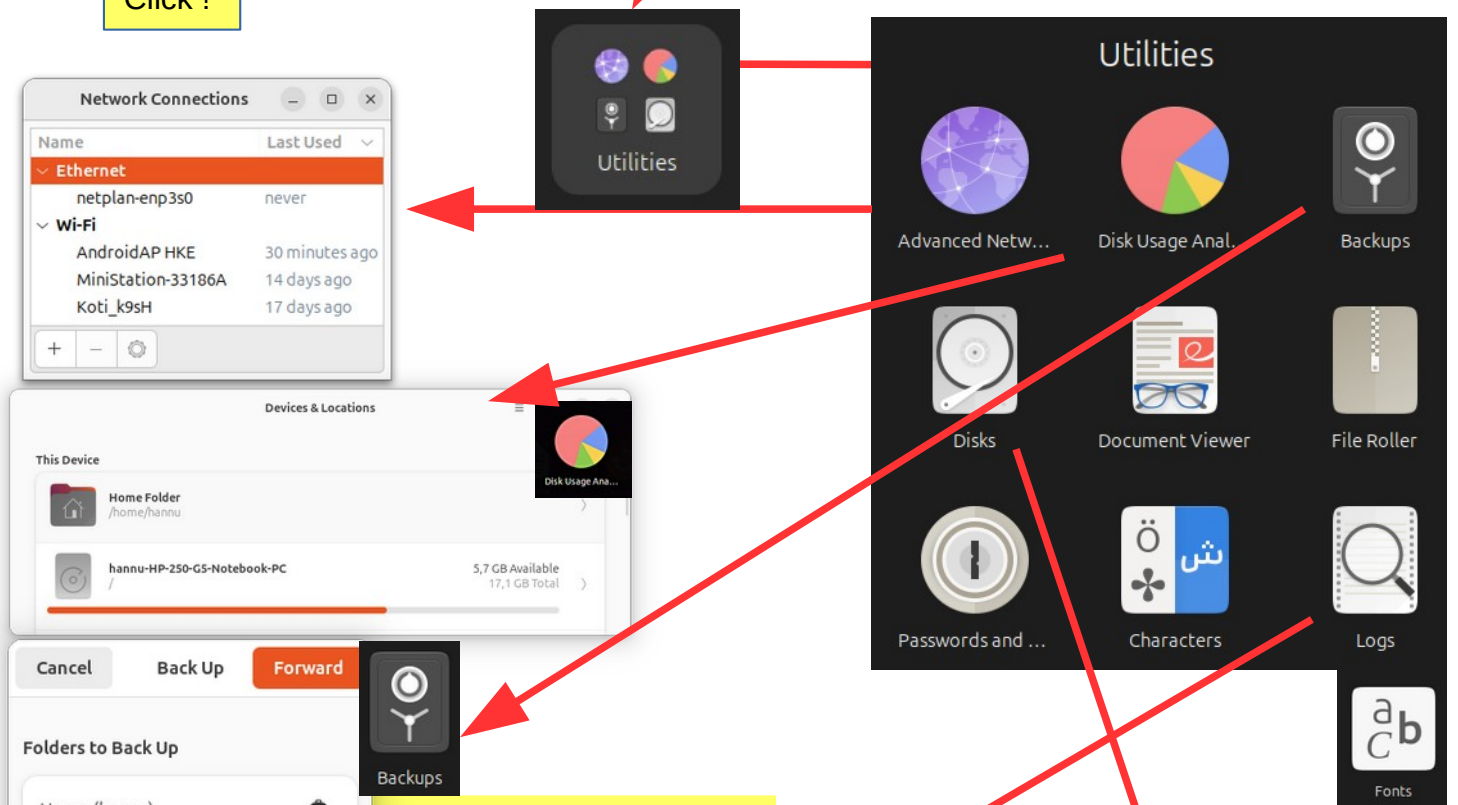 Click !
Utilities
Network Connections
Name Last Used
Ethernet
netplan-enp3s0 never
Wi-Fi
AndroidAP HKE 30 minutes ago
MiniStation-33186A 14 days ago
Koti_k9sH 17 days ago
Devices & Locations
This Device
Home Folder
/home/hannu
Disk Usage Ana...
hannu-HP-250-G5-Notebook-PC 5,7 GB Available
/ 17,1 GB Total
Cancel Back Up Forward
Folders to Back Up
Backups
Utilities
Advanced Netw... Disk Usage Anal... Backups
Disks Document Viewer File Roller
Ö ش
Passwords and ... Characters Logs
a b
C
Fonts